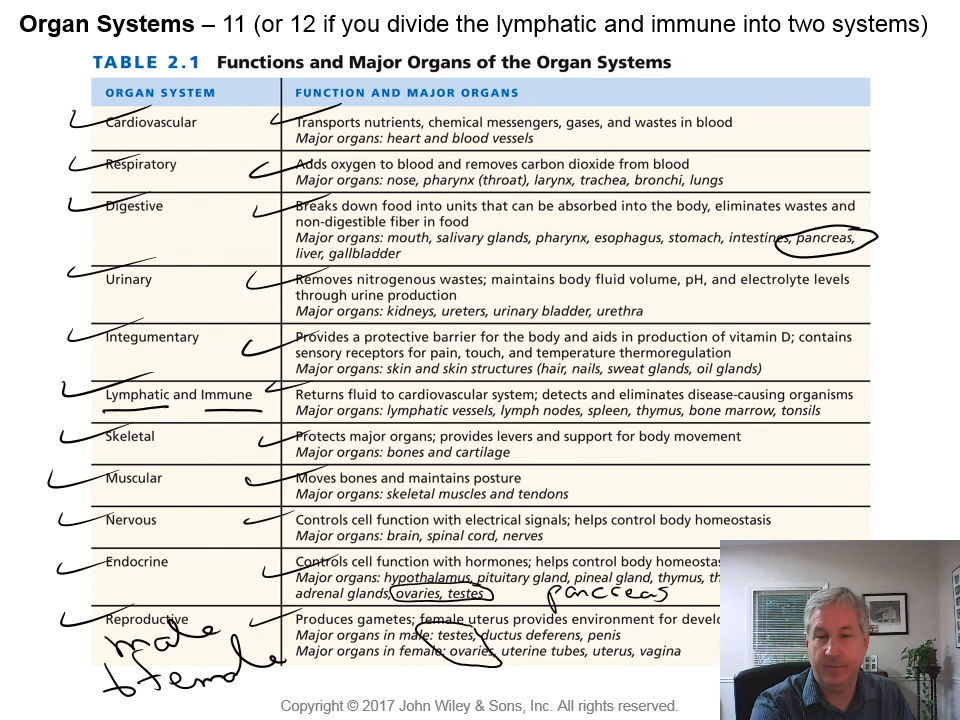 Organ Systems – 11 (or 12 if you divide the lymphatic and immune into two systems)
TABLE 2.1 Functions and Major Organs of the Organ Systems
ORGAN SYSTEM FUNCTION AND MAJOR ORGANS
Cardiovascular Transports nutrients, chemical messengers, gases, and wastes in blood
Major organs: heart and blood vessels
Respiratory Adds oxygen to blood and removes carbon dioxide from blood
Major organs: nose, pharynx (throat), larynx, trachea, bronchi, lungs
Digestive Breaks down food into units that can be absorbed into the body, eliminates wastes and
non-digestible fiber in food
Major organs: mouth, salivary glands, pharynx, esophagus, stomach, intestines, pancreas,
liver, gallbladder
Urinary Removes nitrogenous wastes; maintains body fluid volume, pH, and electrolyte levels
through urine production
Major organs: kidneys, ureters, urinary bladder, urethra
Integumentary Provides a protective barrier for the body and aids in production of vitamin D; contains
sensory receptors for pain, touch, and temperature thermoregulation
Major organs: skin and skin structures (hair, nails, sweat glands, oil glands)
Lymphatic and Immune Returns fluid to cardiovascular system; detects and eliminates disease-causing organisms
Major organs: lymphatic vessels, lymph nodes, spleen, thymus, bone marrow, tonsils
Skeletal Protects major organs; provides levers and support for body movement
Major organs: bones and cartilage
Muscular Moves bones and maintains posture
Major organs: skeletal muscles and tendons
Nervous Controls cell function with electrical signals; helps control body homeostasis
Major organs: brain, spinal cord, nerves
Endocrine Controls cell function with hormones; helps control body homeostas
Major organs: hypothalamus, pituitary gland, pineal gland, thymus, th
adrenal glands, ovaries, testes pancreas
Reproductive Produces gametes; female uterus provides environment for develo
Major organs in male: testes, ductus deferens, penis
Major organs in female: ovaries, uterine tubes, uterus, vagina
male
female
Copyright © 2017 John Wiley & Sons, Inc. All rights reserved.